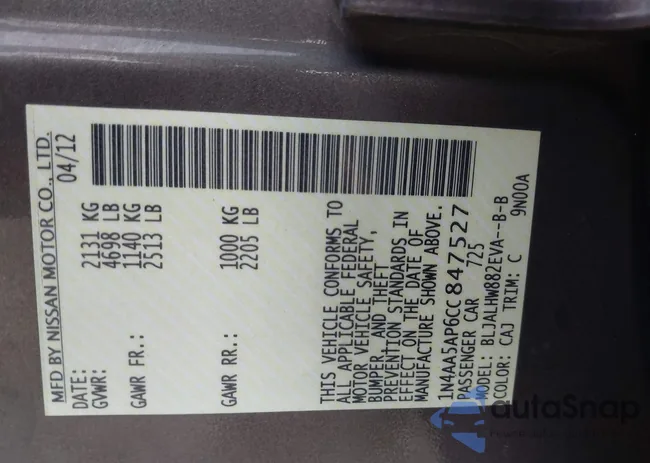 MFD BY NISSAN MOTOR CO., LTD.
DATE: 04/12
GVWR: 2131 KG
4698 LB
GAWR FR.: 1140 KG
2513 LB
GAWR RR.: 1000 KG
2205 LB
THIS VEHICLE CONFORMS TO
ALL APPLICABLE FEDERAL
MOTOR VEHICLE SAFETY,
BUMPER, AND THEFT
PREVENTION STANDARDS IN
EFFECT ON THE DATE OF
MANUFACTURE SHOWN ABOVE.
1N4AA5AP6CC847527
PASSENGER CAR 725
MODEL: BLJALHW882EVA--B-B
COLOR: CAJ TRIM: C 9N00A
autoSnap